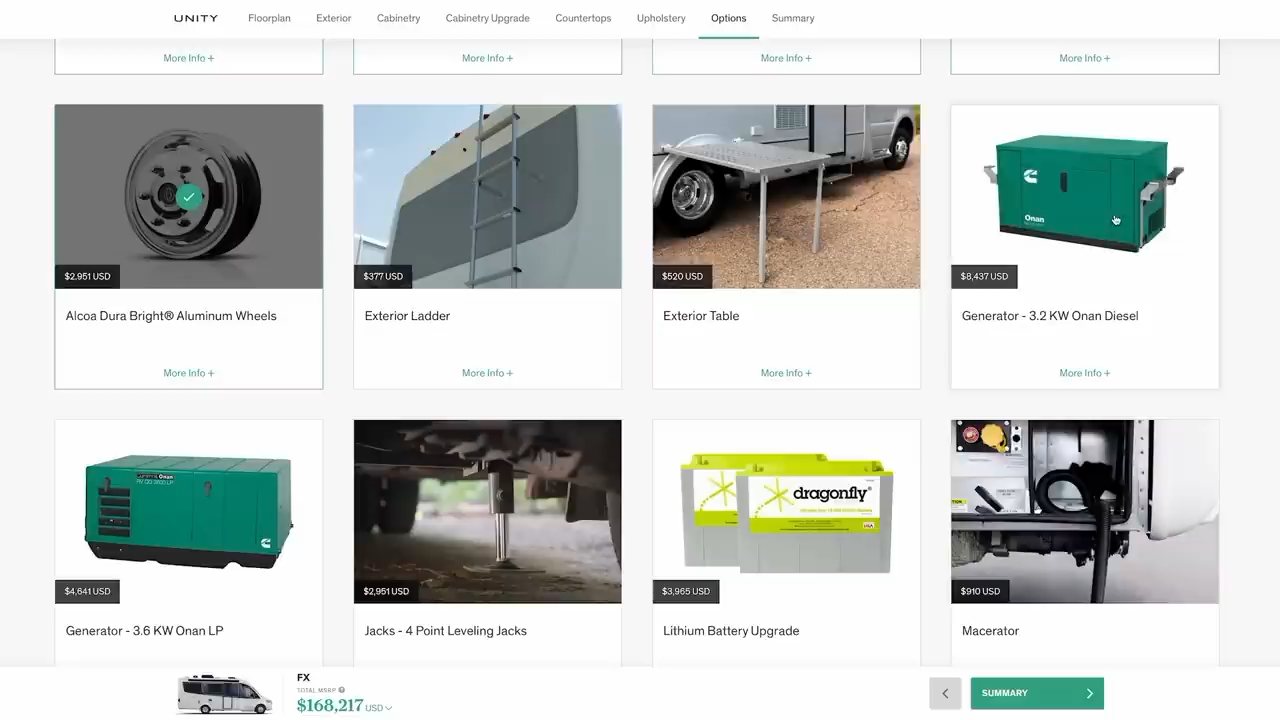 UNITY
Floorplan
Exterior
Cabinetry
Cabinetry Upgrade
Countertops
Upholstery
Options
Summary
More Info +
More Info +
More Info +
More Info +
$2,951 USD
$377 USD
$520 USD
Onan
$8,437 USD
Alcoa Dura Bright® Aluminum Wheels
Exterior Ladder
Exterior Table
Generator - 3.2 KW Onan Diesel
More Info +
More Info +
More Info +
More Info +
$4,641 USD
$2,951 USD
dragonfly®
USA
$3,965 USD
$910 USD
Generator - 3.6 KW Onan LP
Jacks - 4 Point Leveling Jacks
Lithium Battery Upgrade
Macerator
FX
TOTAL MSRP
$168,217 USD
SUMMARY